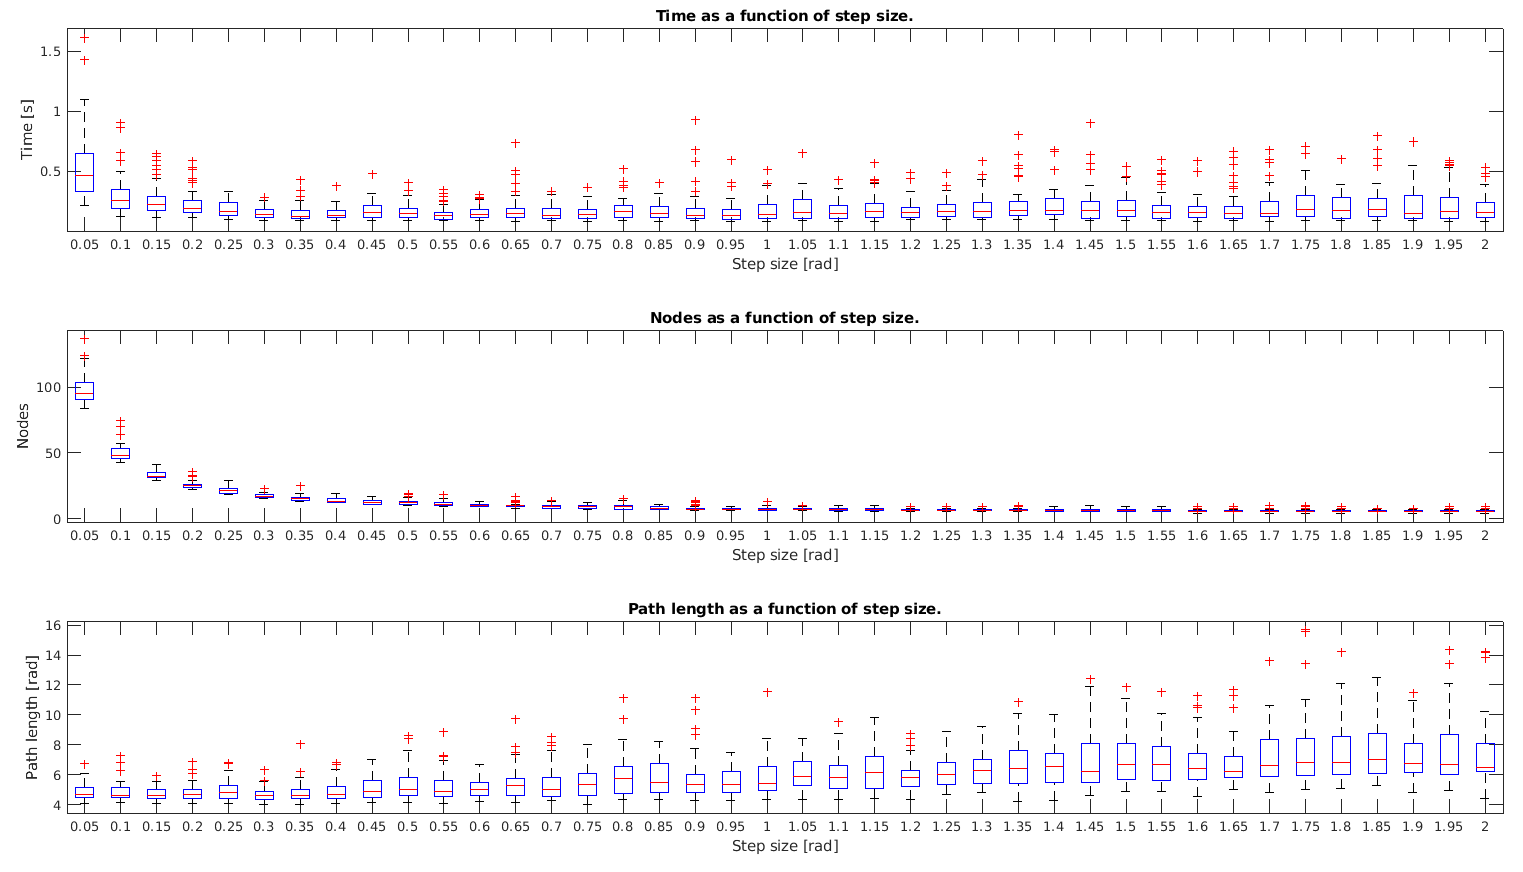 Time as a function of step size.
1.5
1
0.5
Time [s]
0.05 0.1 0.15 0.2 0.25 0.3 0.35 0.4 0.45 0.5 0.55 0.6 0.65 0.7 0.75 0.8 0.85 0.9 0.95 1 1.05 1.1 1.15 1.2 1.25 1.3 1.35 1.4 1.45 1.5 1.55 1.6 1.65 1.7 1.75 1.8 1.85 1.9 1.95 2
Step size [rad]
Nodes as a function of step size.
100
50
0
Nodes
0.05 0.1 0.15 0.2 0.25 0.3 0.35 0.4 0.45 0.5 0.55 0.6 0.65 0.7 0.75 0.8 0.85 0.9 0.95 1 1.05 1.1 1.15 1.2 1.25 1.3 1.35 1.4 1.45 1.5 1.55 1.6 1.65 1.7 1.75 1.8 1.85 1.9 1.95 2
Step size [rad]
Path length as a function of step size.
16
14
12
10
8
6
4
Path length [rad]
0.05 0.1 0.15 0.2 0.25 0.3 0.35 0.4 0.45 0.5 0.55 0.6 0.65 0.7 0.75 0.8 0.85 0.9 0.95 1 1.05 1.1 1.15 1.2 1.25 1.3 1.35 1.4 1.45 1.5 1.55 1.6 1.65 1.7 1.75 1.8 1.85 1.9 1.95 2
Step size [rad]